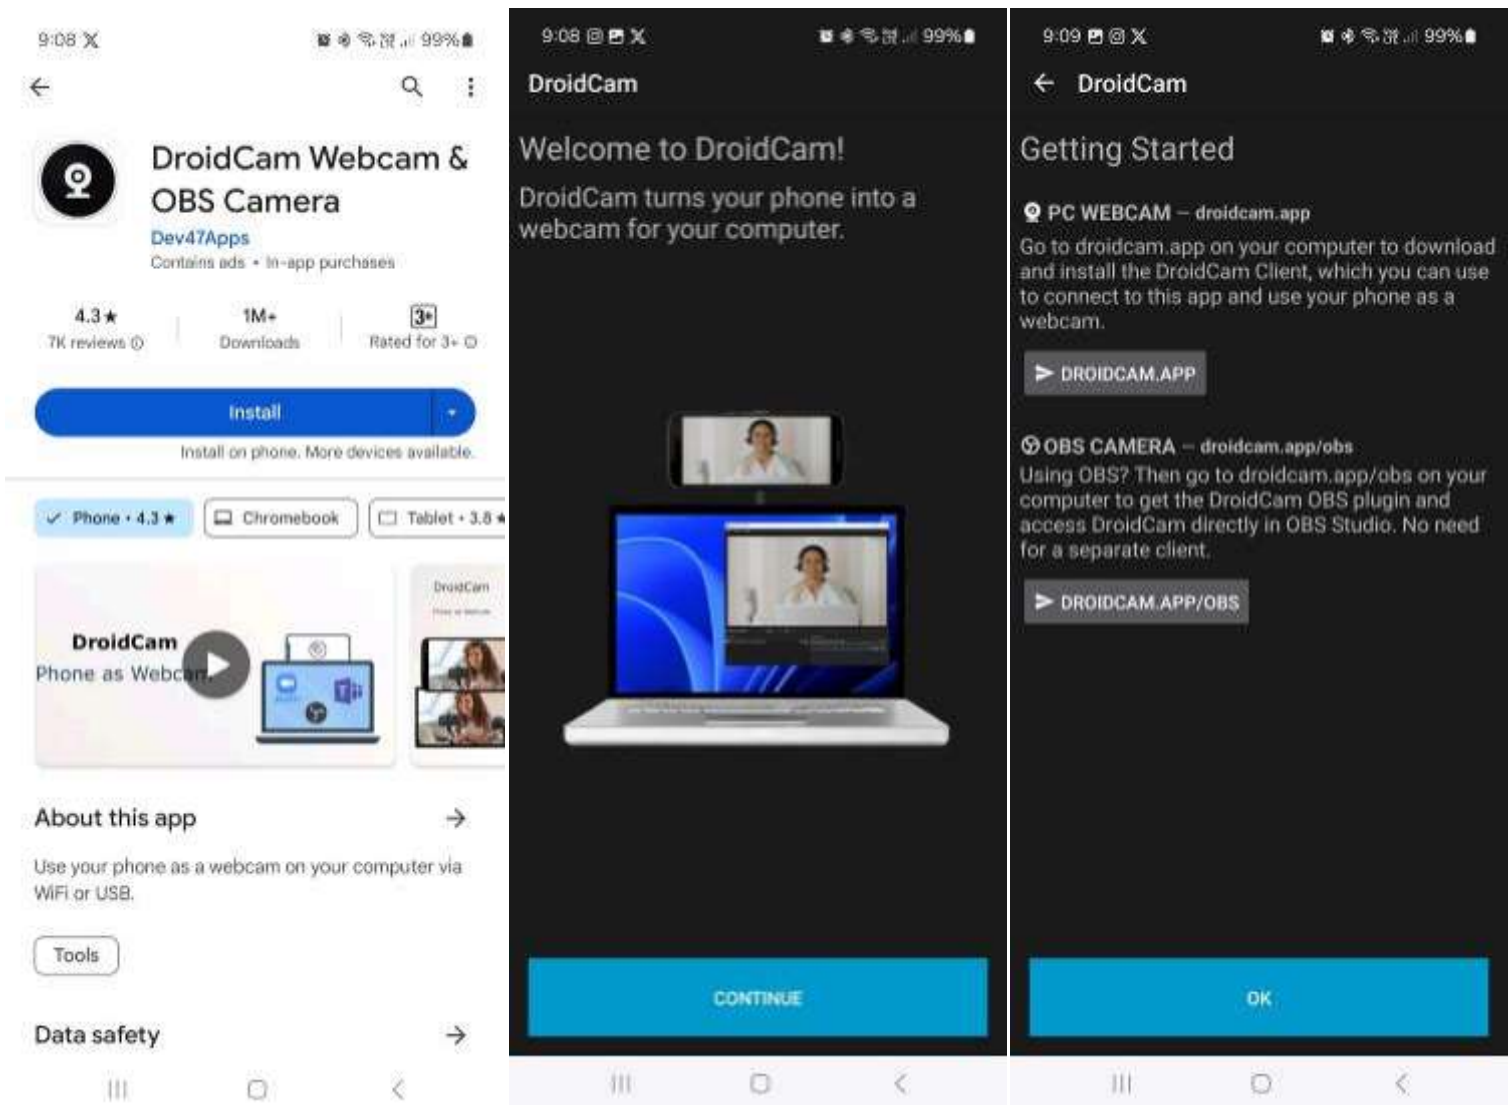 9:08
99%
DroidCam Webcam &
OBS Camera
Dev47Apps
Contains ads • In-app purchases
4.3★
7K reviews
1M+
Downloads
3+
Rated for 3+
Install
Install on phone. More devices available.
Phone • 4.3 ★
Chromebook
Tablet • 3.8 ★
DroidCam
Phone as Webcam
DroidCam
About this app
Use your phone as a webcam on your computer via
WiFi or USB.
Tools
Data safety
9:08
99%
DroidCam
Welcome to DroidCam!
DroidCam turns your phone into a
webcam for your computer.
CONTINUE
9:09
99%
DroidCam
Getting Started
PC WEBCAM – droidcam.app
Go to droidcam.app on your computer to download
and install the DroidCam Client, which you can use
to connect to this app and use your phone as a
webcam.
DROIDCAM.APP
OBS CAMERA – droidcam.app/obs
Using OBS? Then go to droidcam.app/obs on your
computer to get the DroidCam OBS plugin and
access DroidCam directly in OBS Studio. No need
for a separate client.
DROIDCAM.APP/OBS
OK